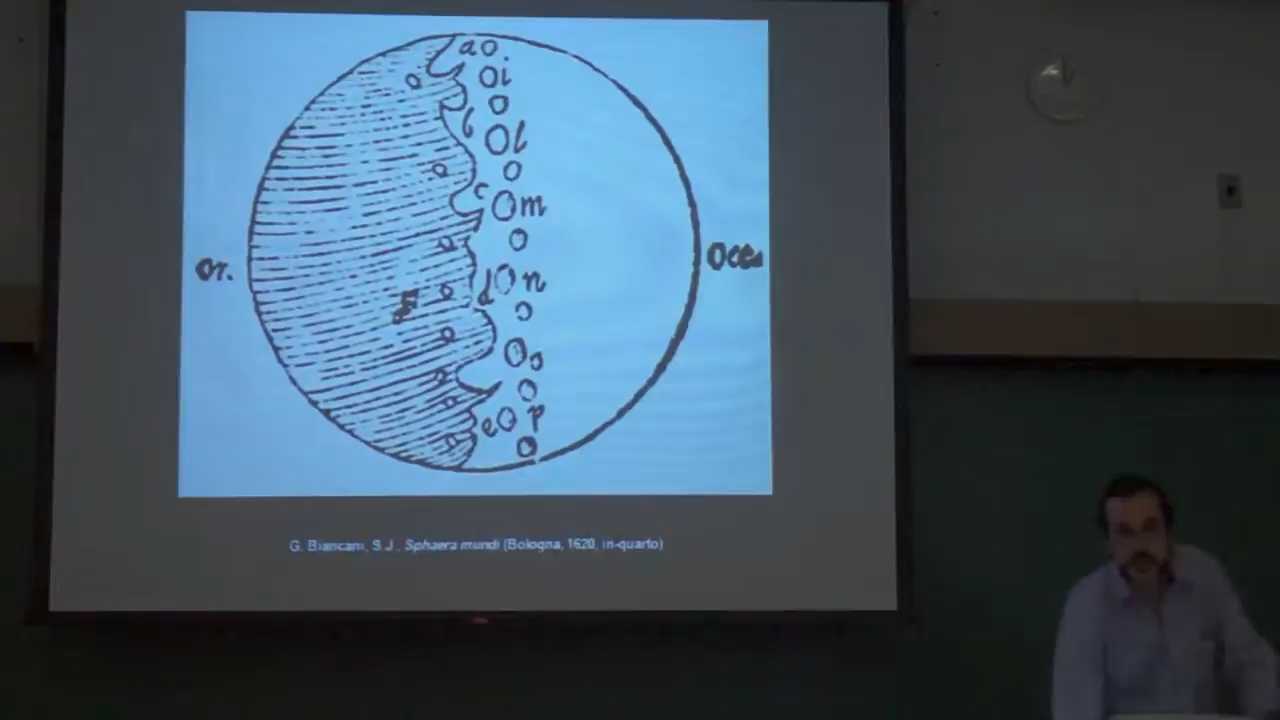 a
i
l
l
c
m
Or.
Occ
d
n
F
o
e
p
G. Biancani, S.J., Sphaera mundi (Bologna, 1620, in-quarto)